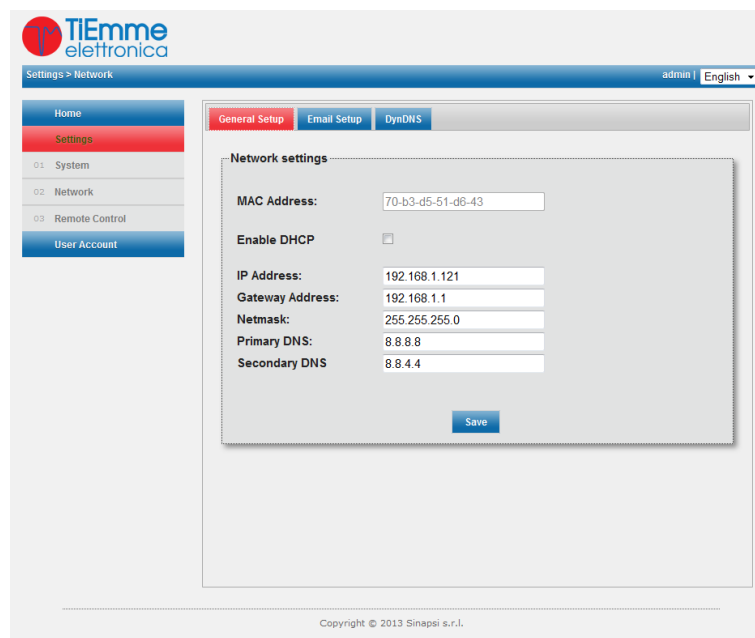 TiEmme
elettronica
Settings > Network
admin | English
Home
Settings
01 System
02 Network
03 Remote Control
User Account
General Setup Email Setup DynDNS
Network settings
MAC Address: 70-b3-d5-51-d6-43
Enable DHCP
IP Address: 192.168.1.121
Gateway Address: 192.168.1.1
Netmask: 255.255.255.0
Primary DNS: 8.8.8.8
Secondary DNS 8.8.4.4
Save
Copyright © 2013 Sinapsi s.r.l.